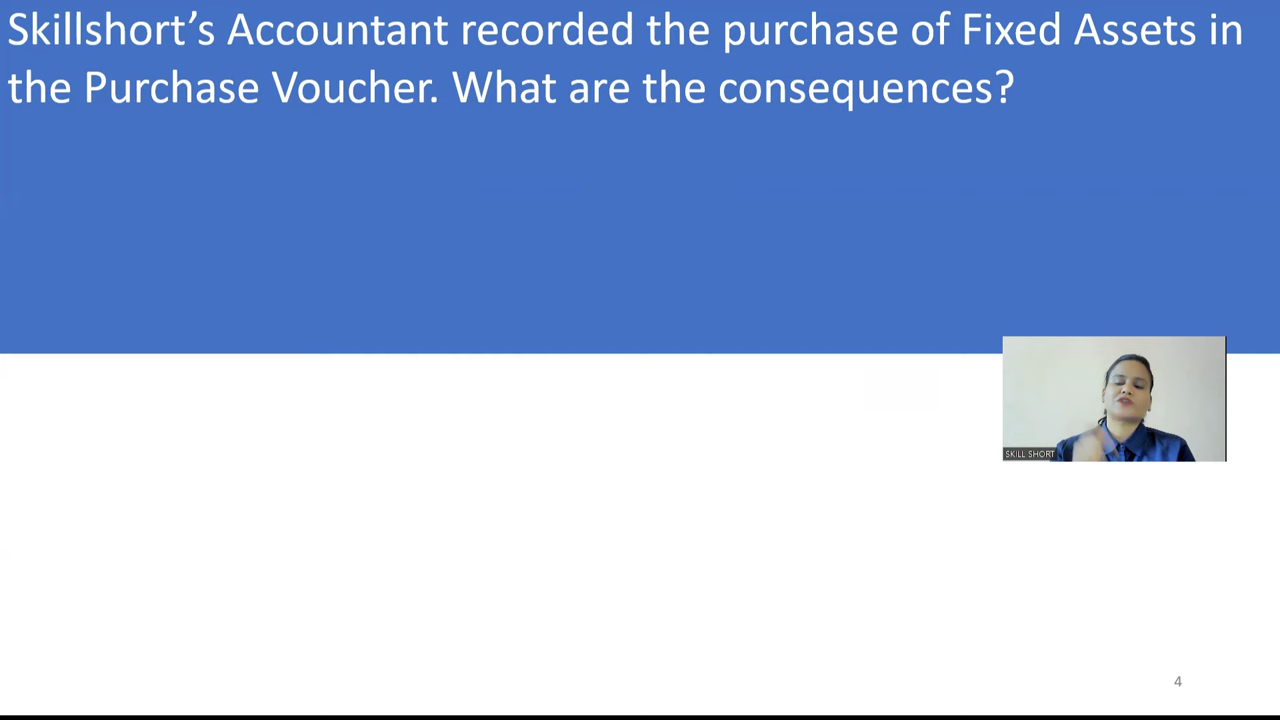 Skillshort’s Accountant recorded the purchase of Fixed Assets in
the Purchase Voucher. What are the consequences?
SKILL SHORT
4